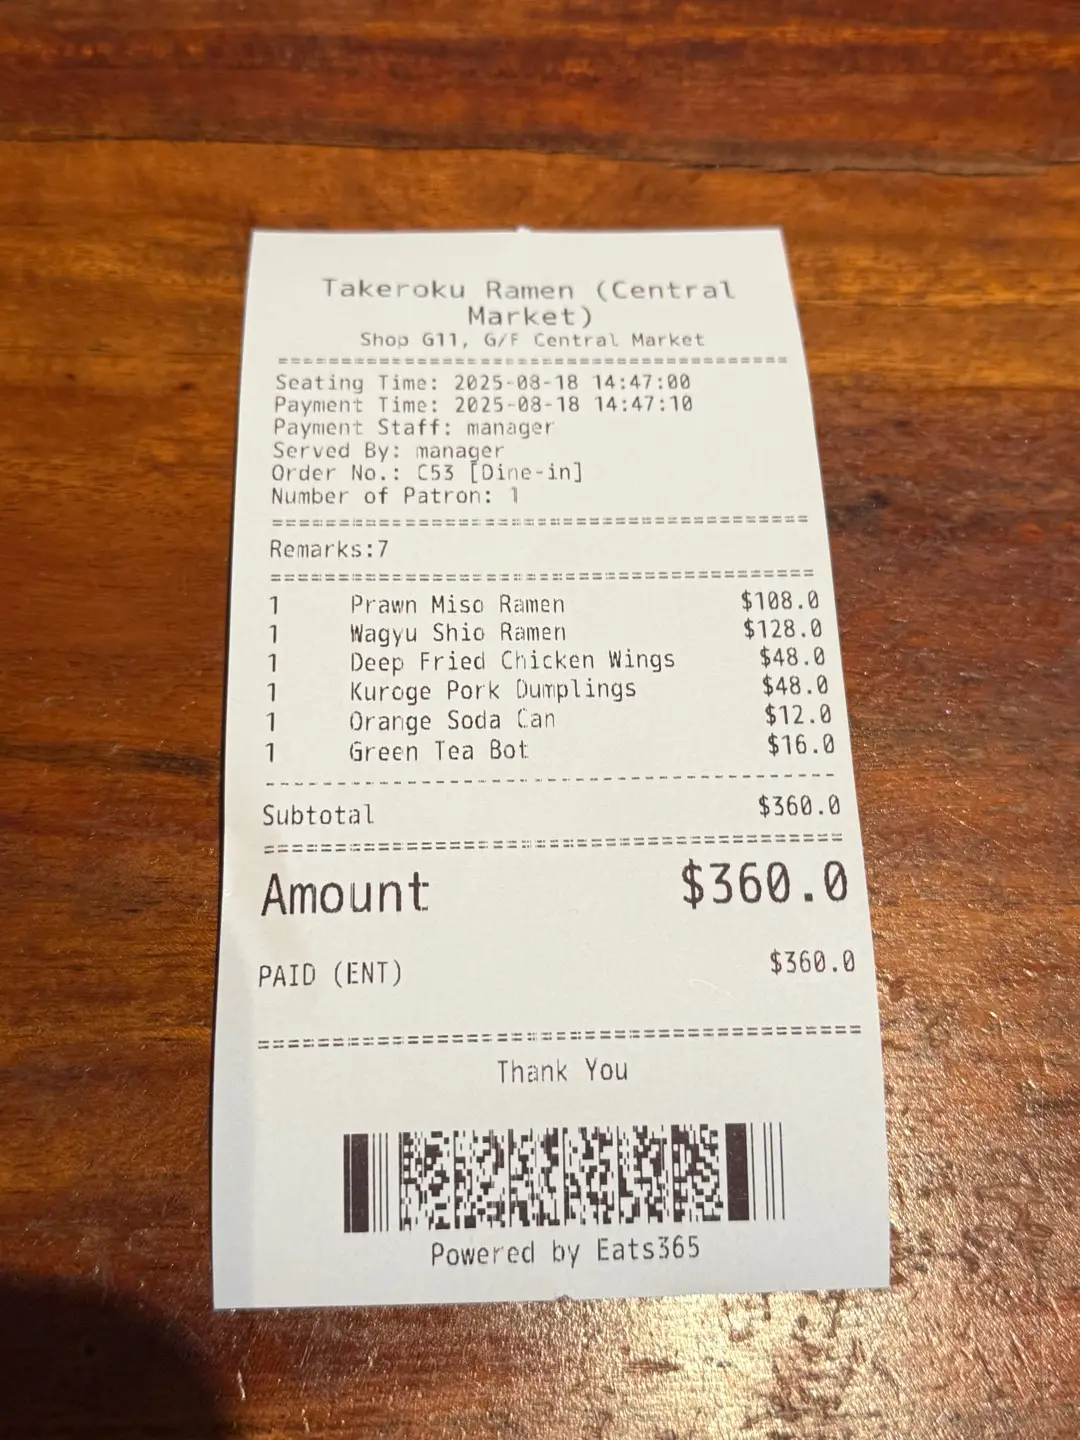 Takeroku Ramen (Central
Market)
Shop G11, G/F Central Market
Seating Time: 2025-08-18 14:47:00
Payment Time: 2025-08-18 14:47:10
Payment Staff: manager
Served By: manager
Order No.: C53 [Dine-in]
Number of Patron: 1
Remarks:7
1 Prawn Miso Ramen $108.0
1 Wagyu Shio Ramen $128.0
1 Deep Fried Chicken Wings $48.0
1 Kuroge Pork Dumplings $48.0
1 Orange Soda Can $12.0
1 Green Tea Bot $16.0
Subtotal $360.0
Amount $360.0
PAID (ENT) $360.0
Thank You
Powered by Eats365